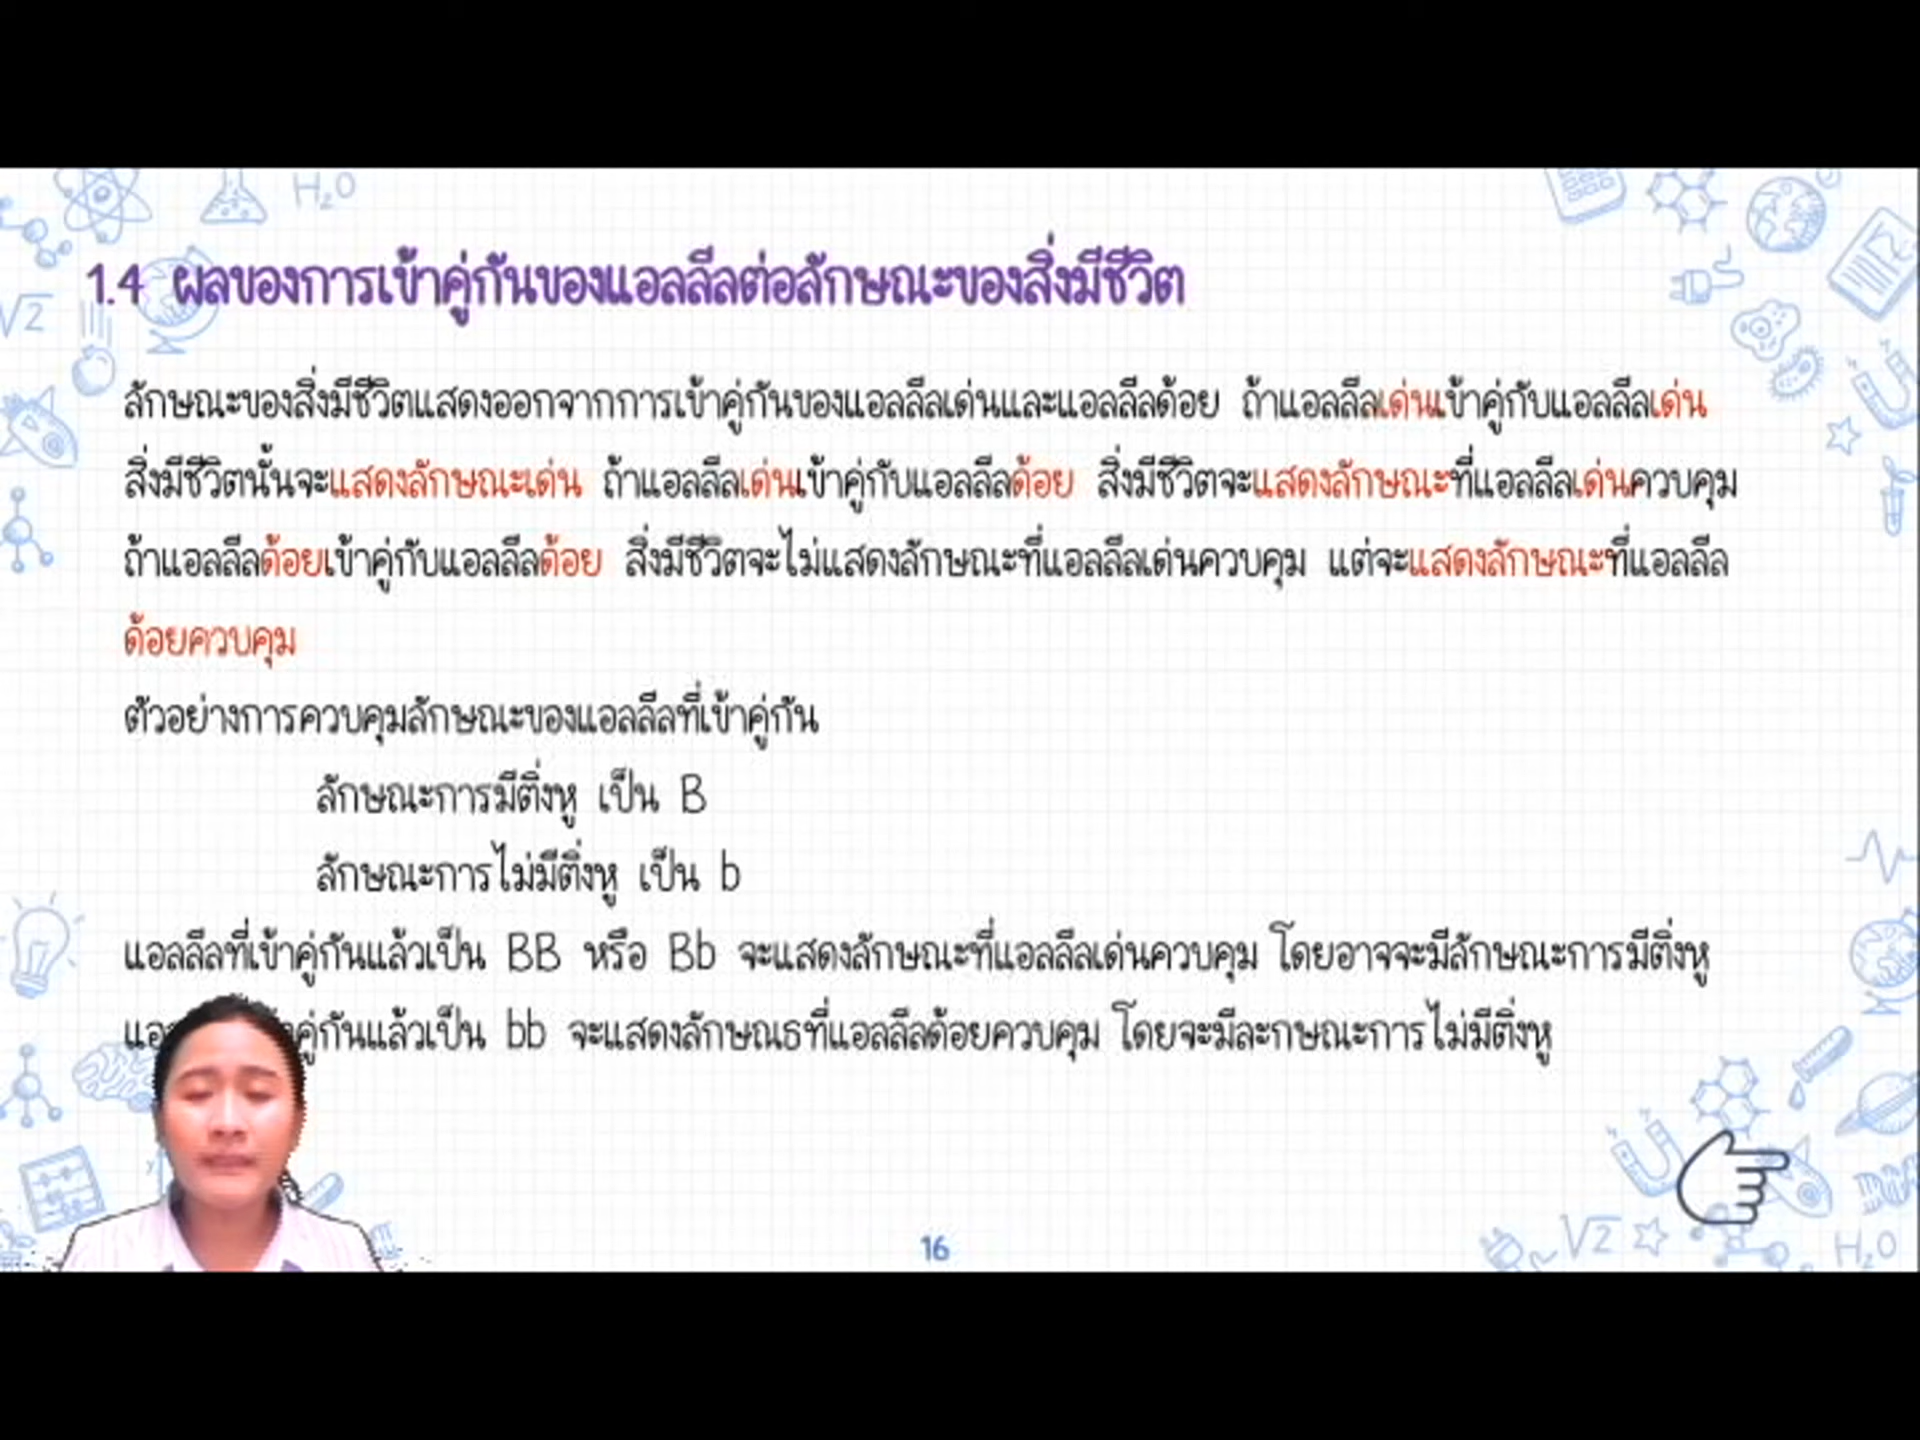 H₂O
1.4 ผลของการเข้าคู่กันของแอลลีลต่อลักษณะของสิ่งมีชีวิต
√2
ลักษณะของสิ่งมีชีวิตแสดงออกจากการเข้าคู่กันของแอลลีลเด่นและแอลลีลด้อย ถ้าแอลลีลเด่นเข้าคู่กับแอลลีลเด่น
สิ่งมีชีวิตนั้นจะแสดงลักษณะเด่น ถ้าแอลลีลเด่นเข้าคู่กับแอลลีลด้อย สิ่งมีชีวิตจะแสดงลักษณะที่แอลลีลเด่นควบคุม
ถ้าแอลลีลด้อยเข้าคู่กับแอลลีลด้อย สิ่งมีชีวิตจะไม่แสดงลักษณะที่แอลลีลเด่นควบคุม แต่จะแสดงลักษณะที่แอลลีล
ด้อยควบคุม
ตัวอย่างการควบคุมลักษณะของแอลลีลที่เข้าคู่กัน
ลักษณะการมีติ่งหู เป็น B
ลักษณะการไม่มีติ่งหู เป็น b
แอลลีลที่เข้าคู่กันแล้วเป็น BB หรือ Bb จะแสดงลักษณะที่แอลลีลเด่นควบคุม โดยอาจจะมีลักษณะการมีติ่งหู
คู่กันแล้วเป็น bb จะแสดงลักษณธที่แอลลีลด้อยควบคุม โดยจะมีละกษณะการไม่มีติ่งหู
16
√2
H₂O